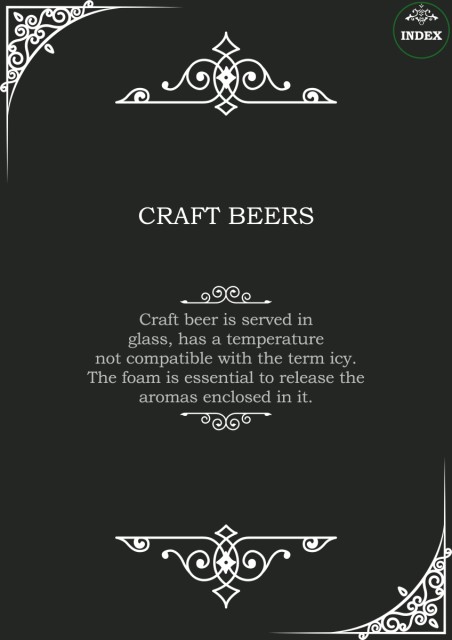 INDEX
CRAFT BEERS
Craft beer is served in
glass, has a temperature
not compatible with the term icy.
The foam is essential to release the
aromas enclosed in it.